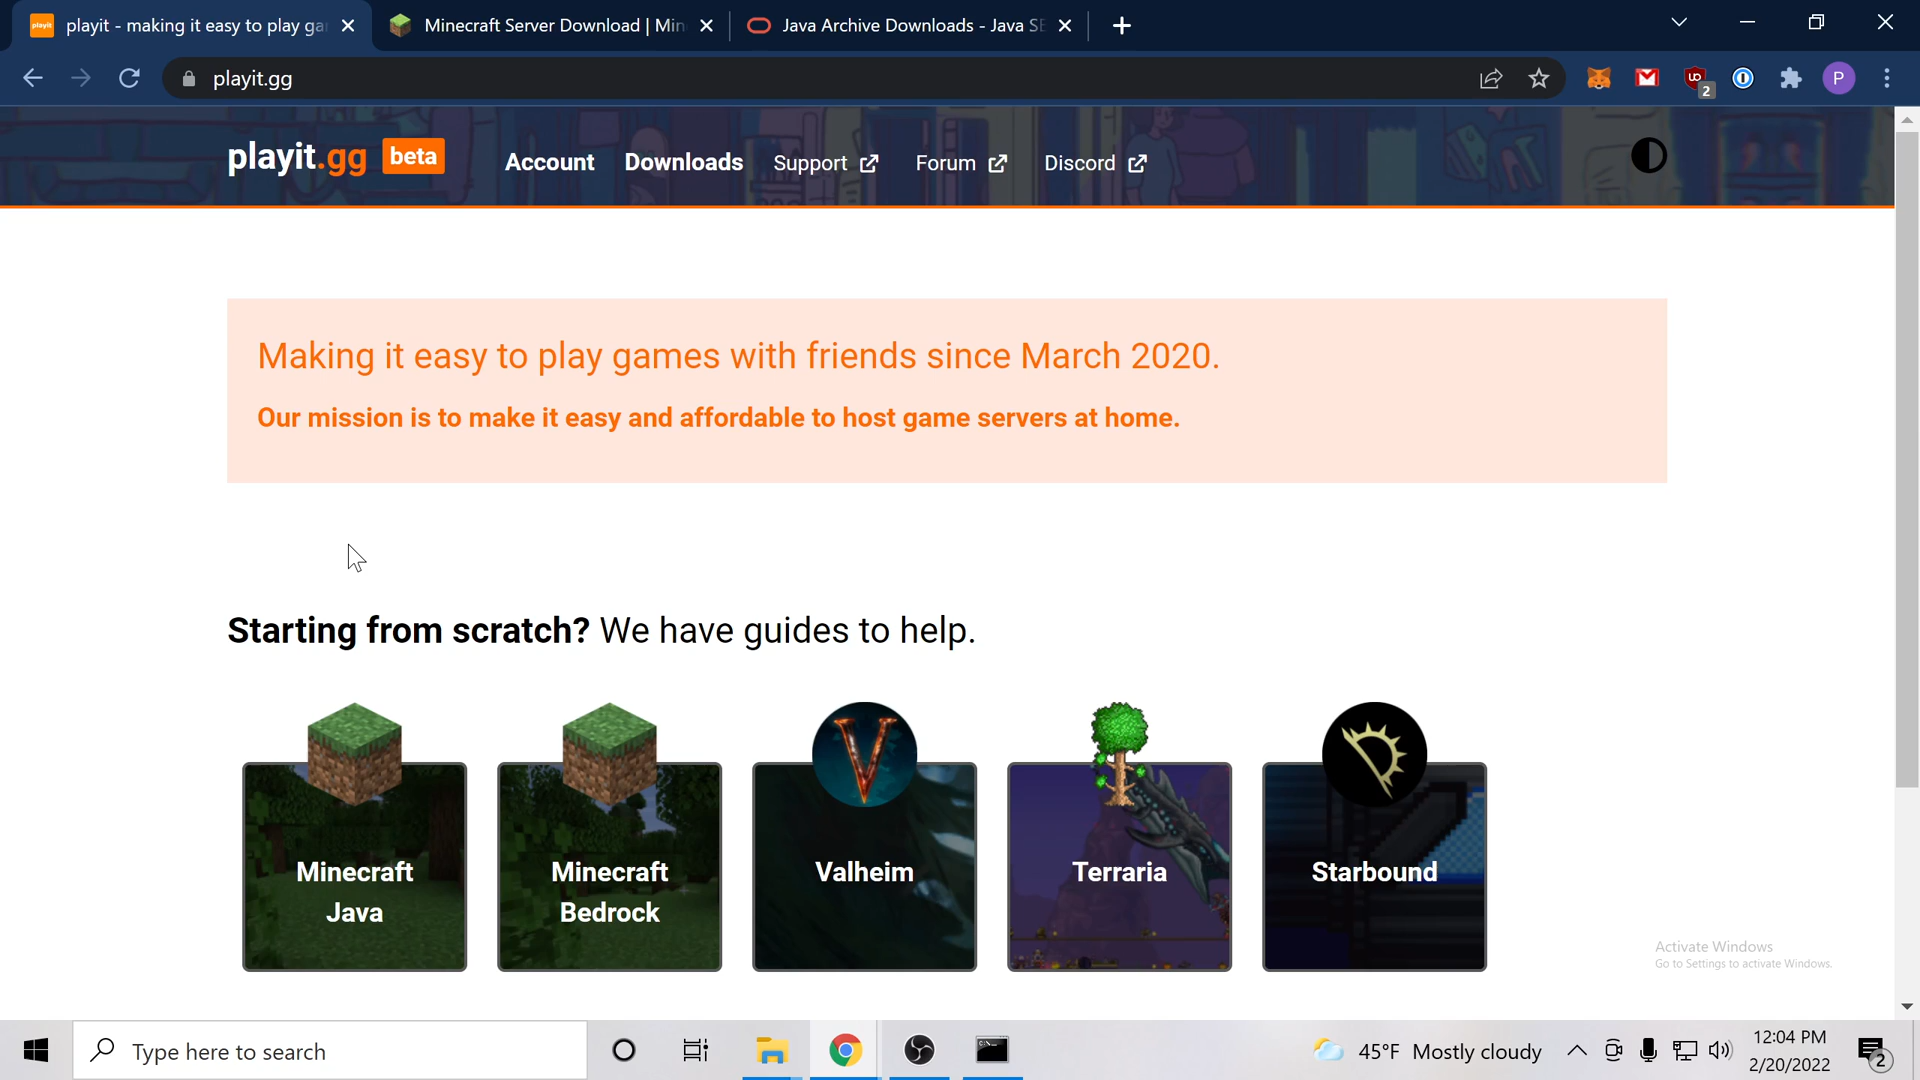 playit - making it easy to play ga
Minecraft Server Download | Min
Java Archive Downloads - Java SE
playit.gg
2
P
playit.gg beta
Account
Downloads
Support
Forum
Discord
Making it easy to play games with friends since March 2020.
Our mission is to make it easy and affordable to host game servers at home.
Starting from scratch? We have guides to help.
Minecraft
Java
Minecraft
Bedrock
Valheim
Terraria
Starbound
Activate Windows
Go to Settings to activate Windows.
Type here to search
45°F Mostly cloudy
12:04 PM
2/20/2022
2